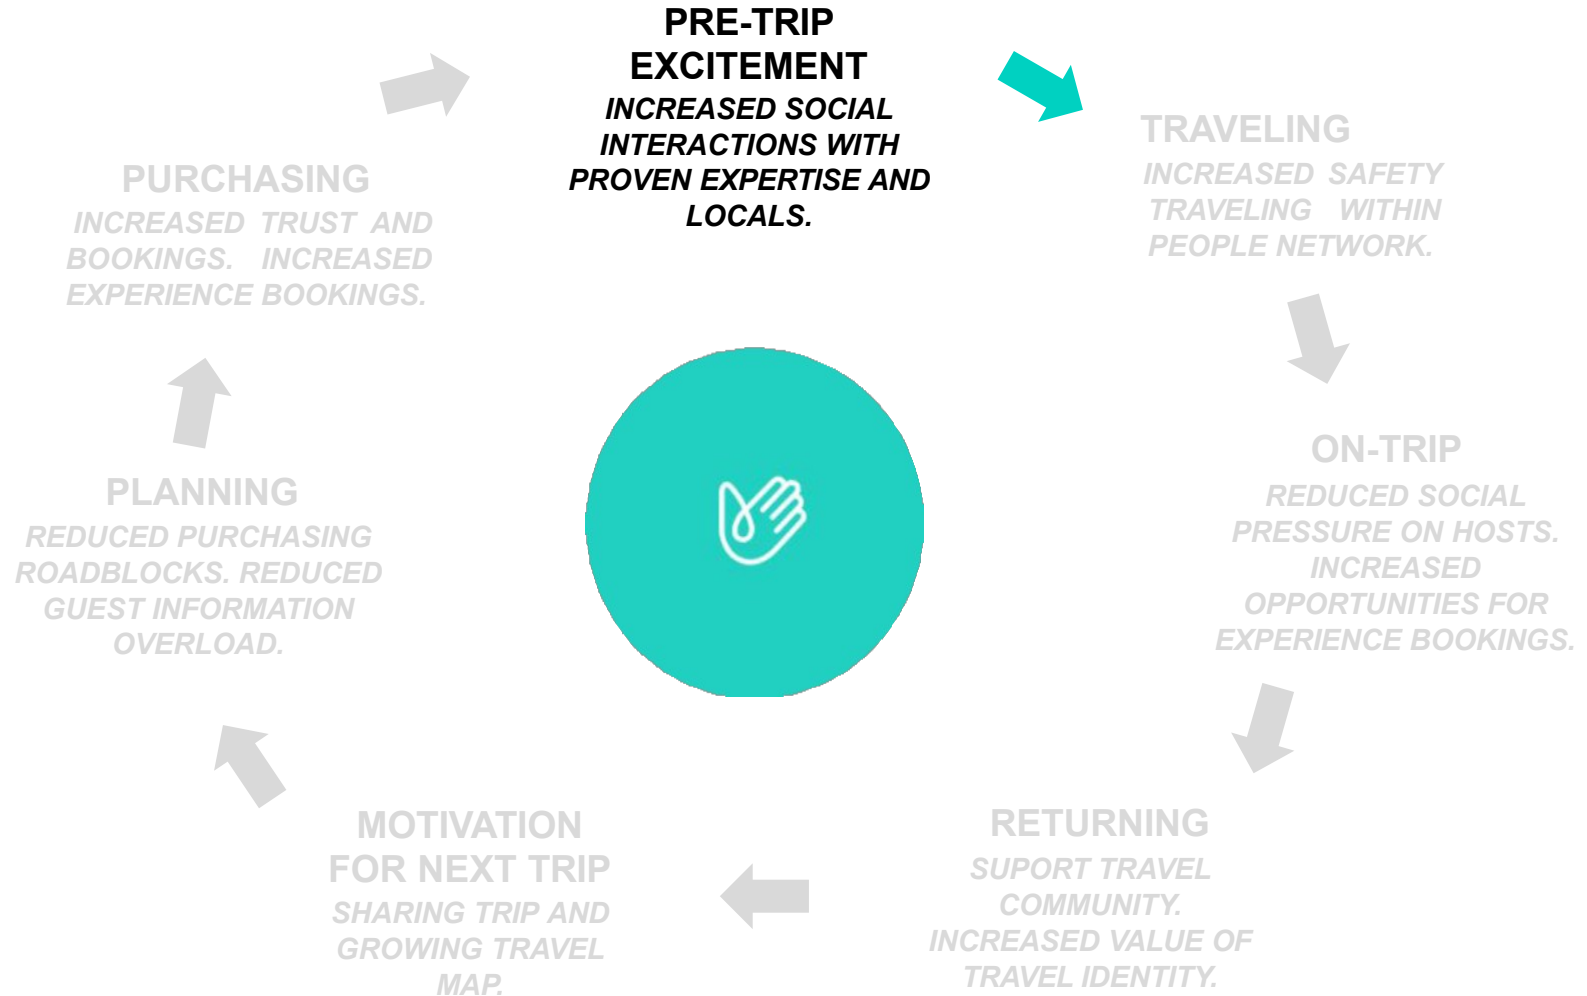 PRE-TRIP
EXCITEMENT
INCREASED SOCIAL
INTERACTIONS WITH
PROVEN EXPERTISE AND
LOCALS.
TRAVELING
INCREASED SAFETY
TRAVELING WITHIN
PEOPLE NETWORK.
ON-TRIP
REDUCED SOCIAL
PRESSURE ON HOSTS.
INCREASED
OPPORTUNITIES FOR
EXPERIENCE BOOKINGS.
RETURNING
SUPORT TRAVEL
COMMUNITY.
INCREASED VALUE OF
TRAVEL IDENTITY.
MOTIVATION
FOR NEXT TRIP
SHARING TRIP AND
GROWING TRAVEL
MAP.
PLANNING
REDUCED PURCHASING
ROADBLOCKS. REDUCED
GUEST INFORMATION
OVERLOAD.
PURCHASING
INCREASED TRUST AND
BOOKINGS. INCREASED
EXPERIENCE BOOKINGS.